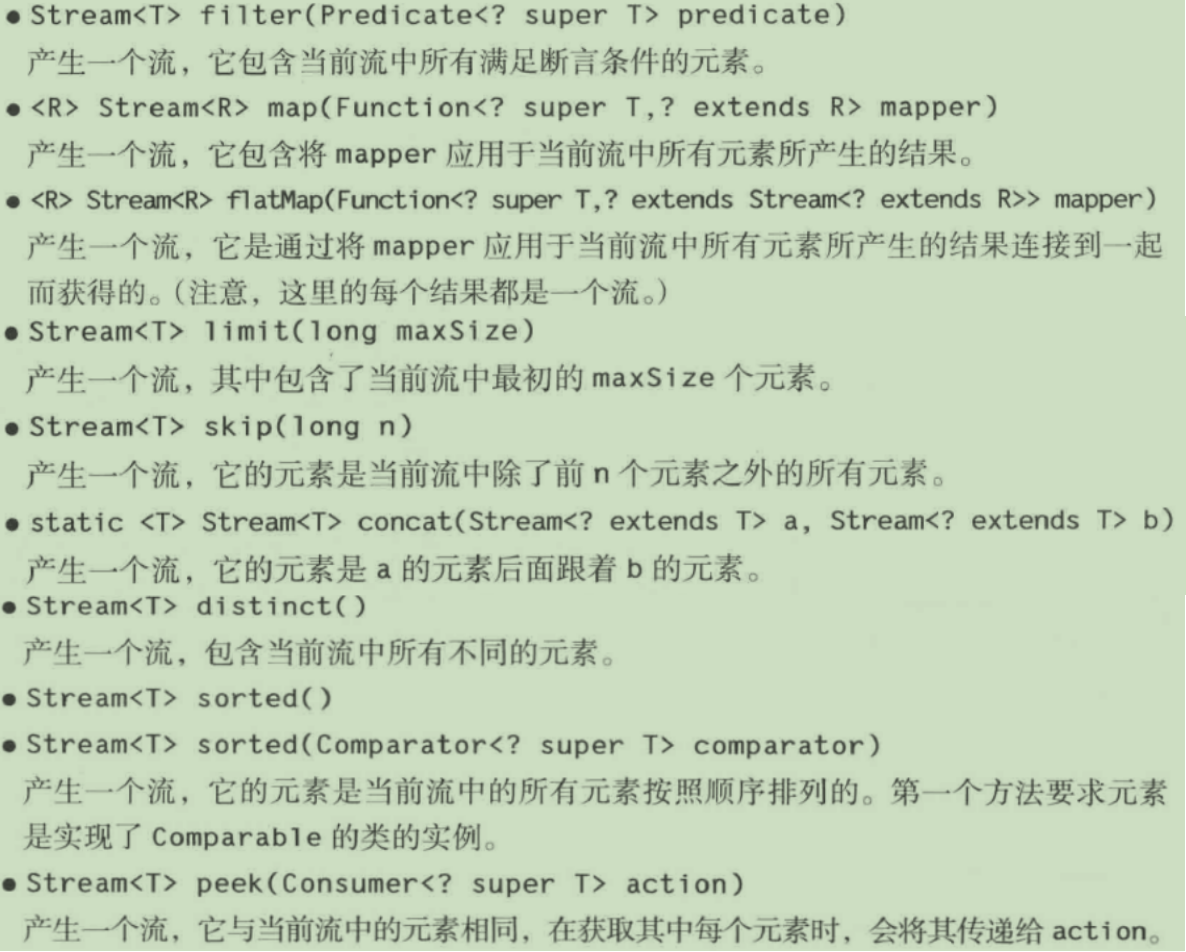 ● Stream<T> filter(Predicate<? super T> predicate)
产生一个流，它包含当前流中所有满足断言条件的元素。
● <R> Stream<R> map(Function<? super T,? extends R> mapper)
产生一个流，它包含将 mapper 应用于当前流中所有元素所产生的结果。
● <R> Stream<R> flatMap(Function<? super T,? extends Stream<? extends R>> mapper)
产生一个流，它是通过将 mapper 应用于当前流中所有元素所产生的结果连接到一起
而获得的。（注意，这里的每个结果都是一个流。）
● Stream<T> limit(long maxSize)
产生一个流，其中包含了当前流中最初的 maxSize 个元素。
● Stream<T> skip(long n)
产生一个流，它的元素是当前流中除了前 n 个元素之外的所有元素。
● static <T> Stream<T> concat(Stream<? extends T> a, Stream<? extends T> b)
产生一个流，它的元素是 a 的元素后面跟着 b 的元素。
● Stream<T> distinct()
产生一个流，包含当前流中所有不同的元素。
● Stream<T> sorted()
● Stream<T> sorted(Comparator<? super T> comparator)
产生一个流，它的元素是当前流中的所有元素按照顺序排列的。第一个方法要求元素
是实现了 Comparable 的类的实例。
● Stream<T> peek(Consumer<? super T> action)
产生一个流，它与当前流中的元素相同，在获取其中每个元素时，会将其传递给 action。